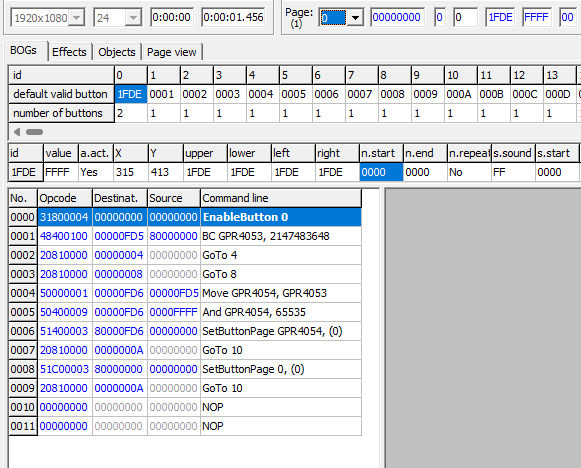 1920x1080 24 0:00:00 0:00:01.456 Page: 0 00000000 0 0 1FDE FFFF 00
(1)
BOGs Effects Objects Page view
id 0 1 2 3 4 5 6 7 8 9 10 11 12 13
default valid button 1FDE 0001 0002 0003 0004 0005 0006 0007 0008 0009 000A 000B 000C 000D
number of buttons 2 1 1 1 1 1 1 1 1 1 1 1 1 1
id value a.act. X Y upper lower left right n.start n.end n.repeat s.sound s.start
1FDE FFFF Yes 315 413 1FDE 1FDE 1FDE 1FDE 0000 0000 No FF 0000
No. Opcode Destinat. Source Command line
0000 31800004 00000000 00000000 EnableButton 0
0001 48400100 00000FD5 80000000 BC GPR4053, 2147483648
0002 20810000 00000004 00000000 GoTo 4
0003 20810000 00000008 00000000 GoTo 8
0004 50000001 00000FD6 00000FD5 Move GPR4054, GPR4053
0005 50400009 00000FD6 0000FFFF And GPR4054, 65535
0006 51400003 80000FD6 00000000 SetButtonPage GPR4054, (0)
0007 20810000 0000000A 00000000 GoTo 10
0008 51C00003 80000000 00000000 SetButtonPage 0, (0)
0009 20810000 0000000A 00000000 GoTo 10
0010 00000000 00000000 00000000 NOP
0011 00000000 00000000 00000000 NOP